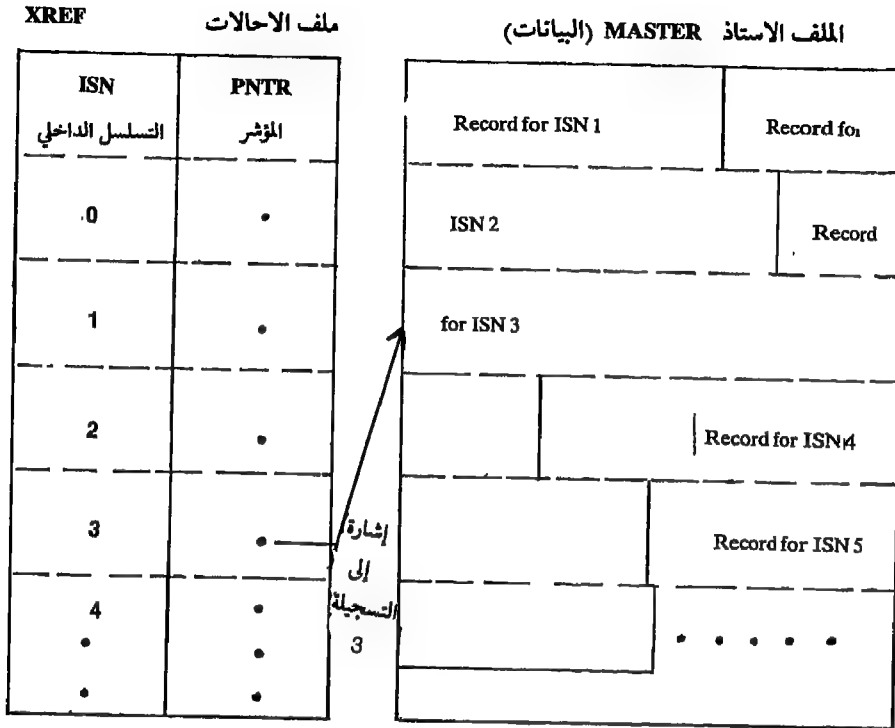 XREF ملف الاحالات
ISN PNTR
التسلسل الداخلي المؤشر
0
1
2
3
4
إشارة
إلى
التسجيلة
3
الملف الاستاذ MASTER (البيانات)
Record for ISN 1 Record for
ISN 2 Record
for ISN 3
Record for ISN 4
Record for ISN 5